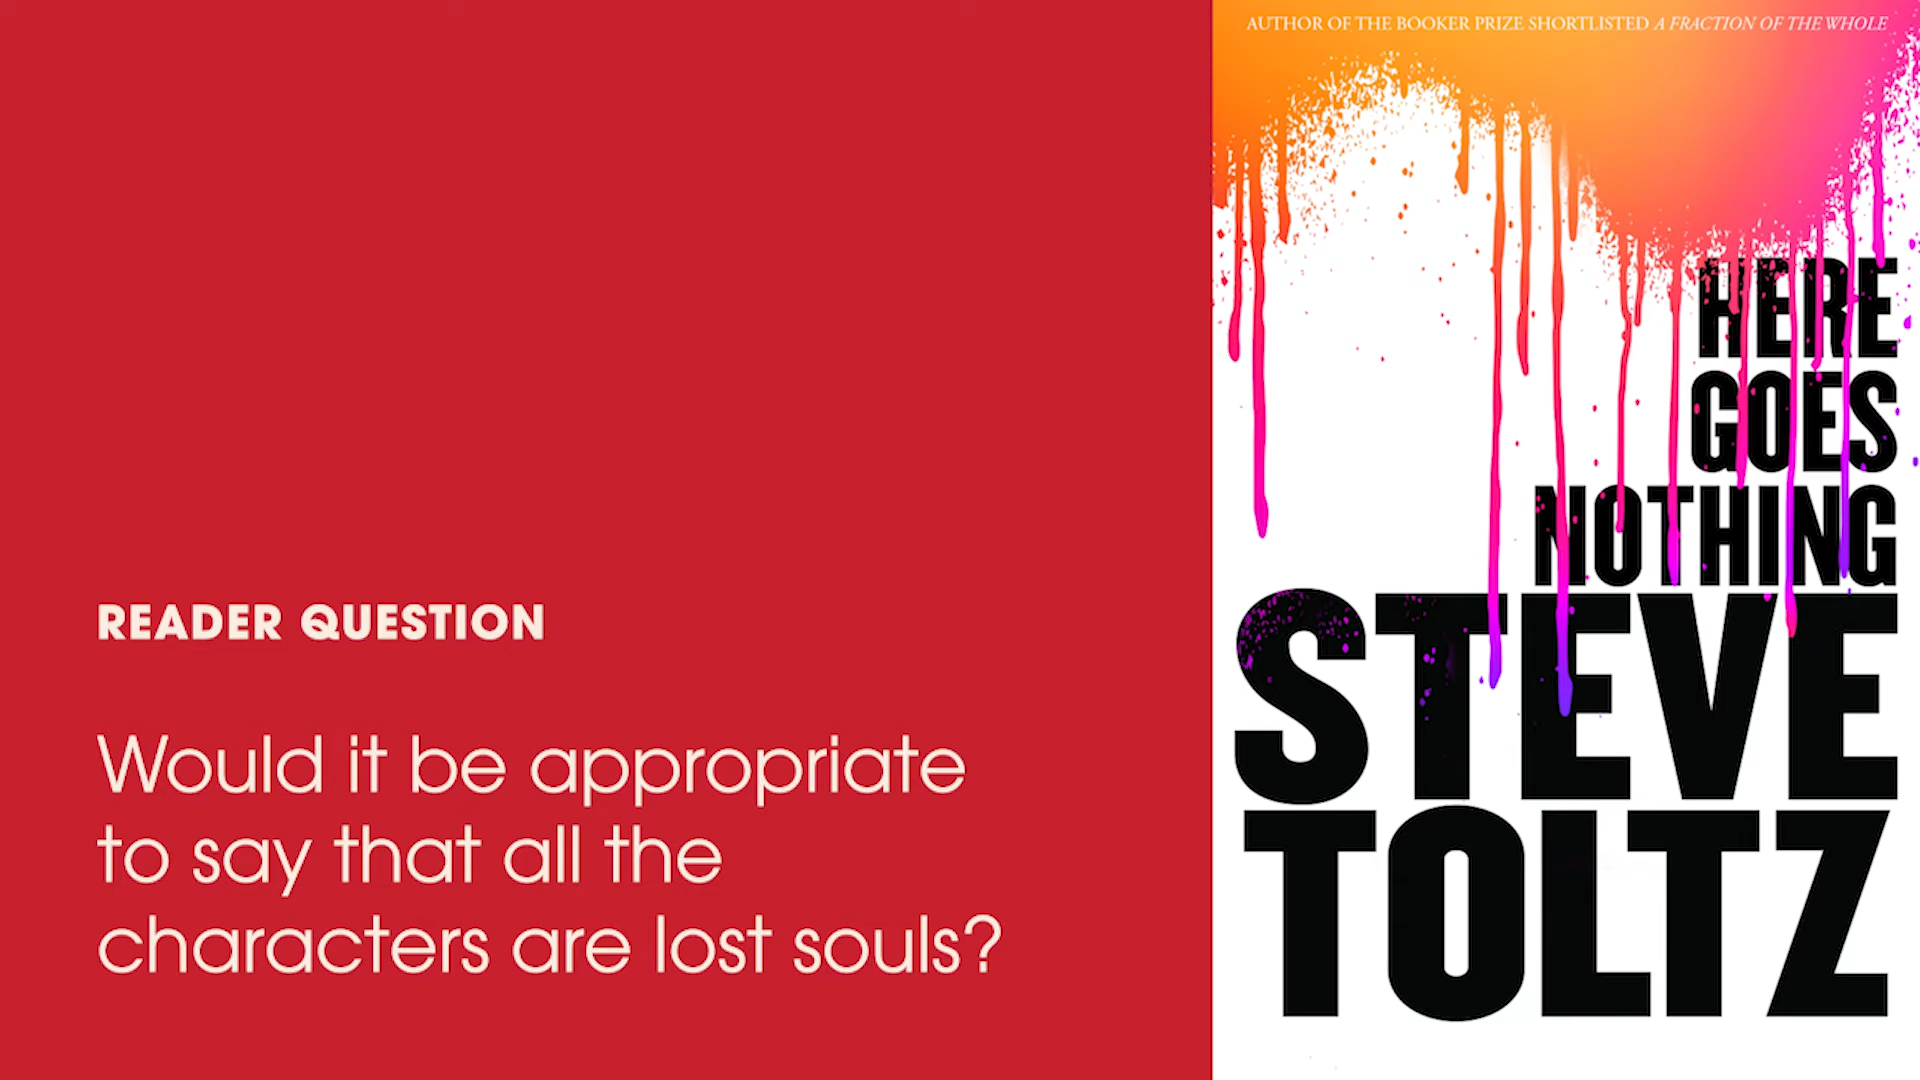 READER QUESTION
Would it be appropriate
to say that all the
characters are lost souls?
AUTHOR OF THE BOOKER PRIZE SHORTLISTED A FRACTION OF THE WHOLE
HERE
GOES
NOTHING
STEVE
TOLTZ